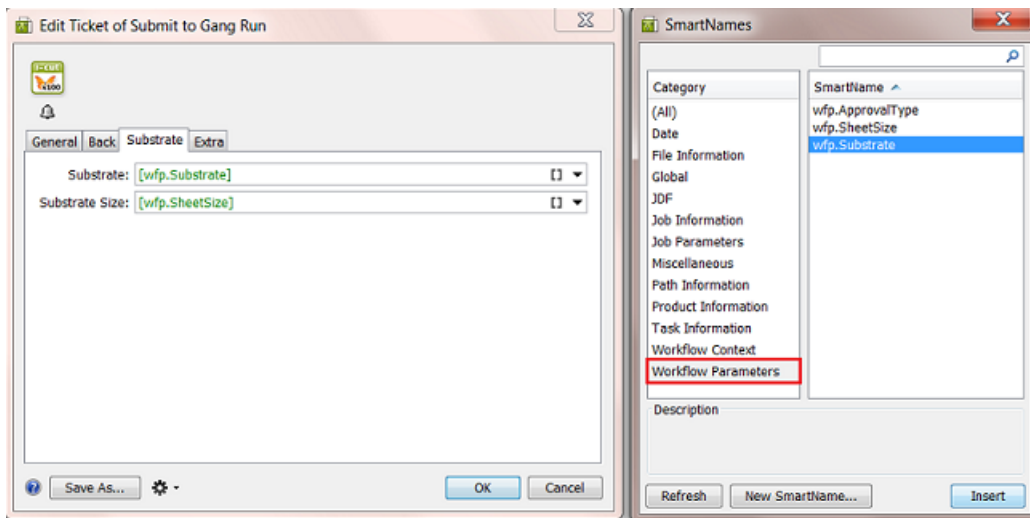 Edit Ticket of Submit to Gang Run
General Back Substrate Extra
Substrate: [wfp.Substrate] []
Substrate Size: [wfp.SheetSize] []
Save As...
OK
Cancel
SmartNames
Category
(All)
Date
File Information
Global
JDF
Job Information
Job Parameters
Miscellaneous
Path Information
Product Information
Task Information
Workflow Context
Workflow Parameters
SmartName
wfp.ApprovalType
wfp.SheetSize
wfp.Substrate
Description
Refresh
New SmartName...
Insert